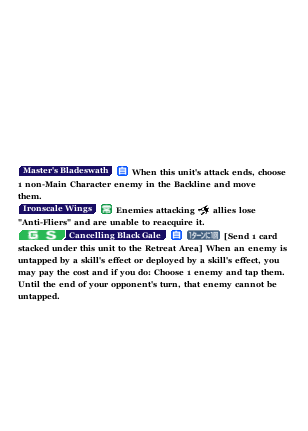 Master's Bladeswath 自 When this unit's attack ends, choose
1 non-Main Character enemy in the Backline and move
them.
Ironscale Wings 常 Enemies attacking allies lose
"Anti-Fliers" and are unable to reacquire it.
G S Cancelling Black Gale 自 1ターンに1回 [Send 1 card
stacked under this unit to the Retreat Area] When an enemy is
untapped by a skill's effect or deployed by a skill's effect, you
may pay the cost and if you do: Choose 1 enemy and tap them.
Until the end of your opponent's turn, that enemy cannot be
untapped.